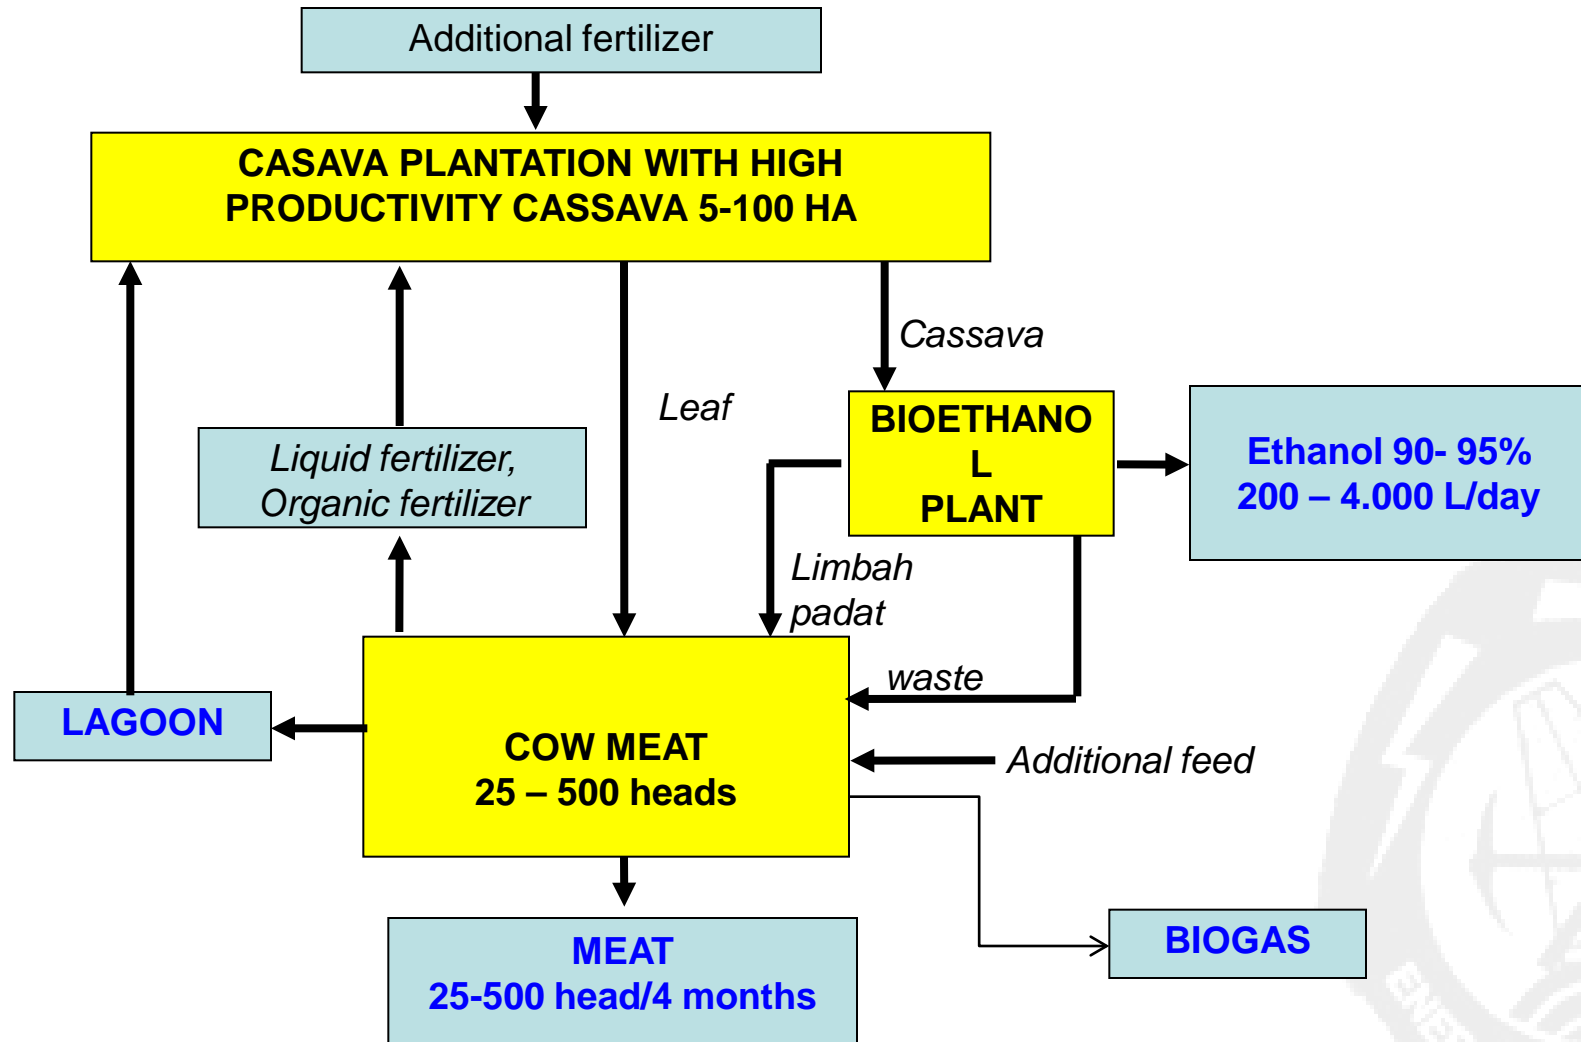 Additional fertilizer
CASAVA PLANTATION WITH HIGH
PRODUCTIVITY CASSAVA 5-100 HA
Cassava
Leaf
BIOETHANO
L
PLANT
Ethanol 90- 95%
200 – 4.000 L/day
Liquid fertilizer,
Organic fertilizer
Limbah
padat
waste
LAGOON
COW MEAT
25 – 500 heads
Additional feed
MEAT
25-500 head/4 months
BIOGAS